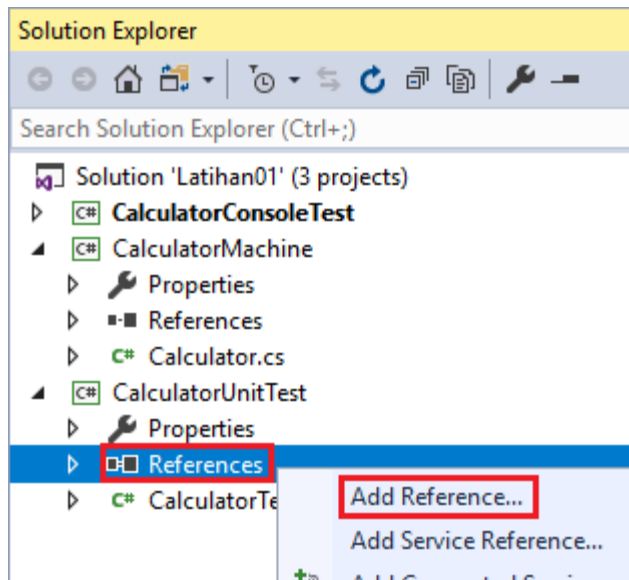 Solution Explorer
Search Solution Explorer (Ctrl+;)
Solution 'Latihan01' (3 projects)
C# CalculatorConsoleTest
C# CalculatorMachine
Properties
References
C# Calculator.cs
C# CalculatorUnitTest
Properties
References
Add Reference...
C# CalculatorTe
Add Service Reference...